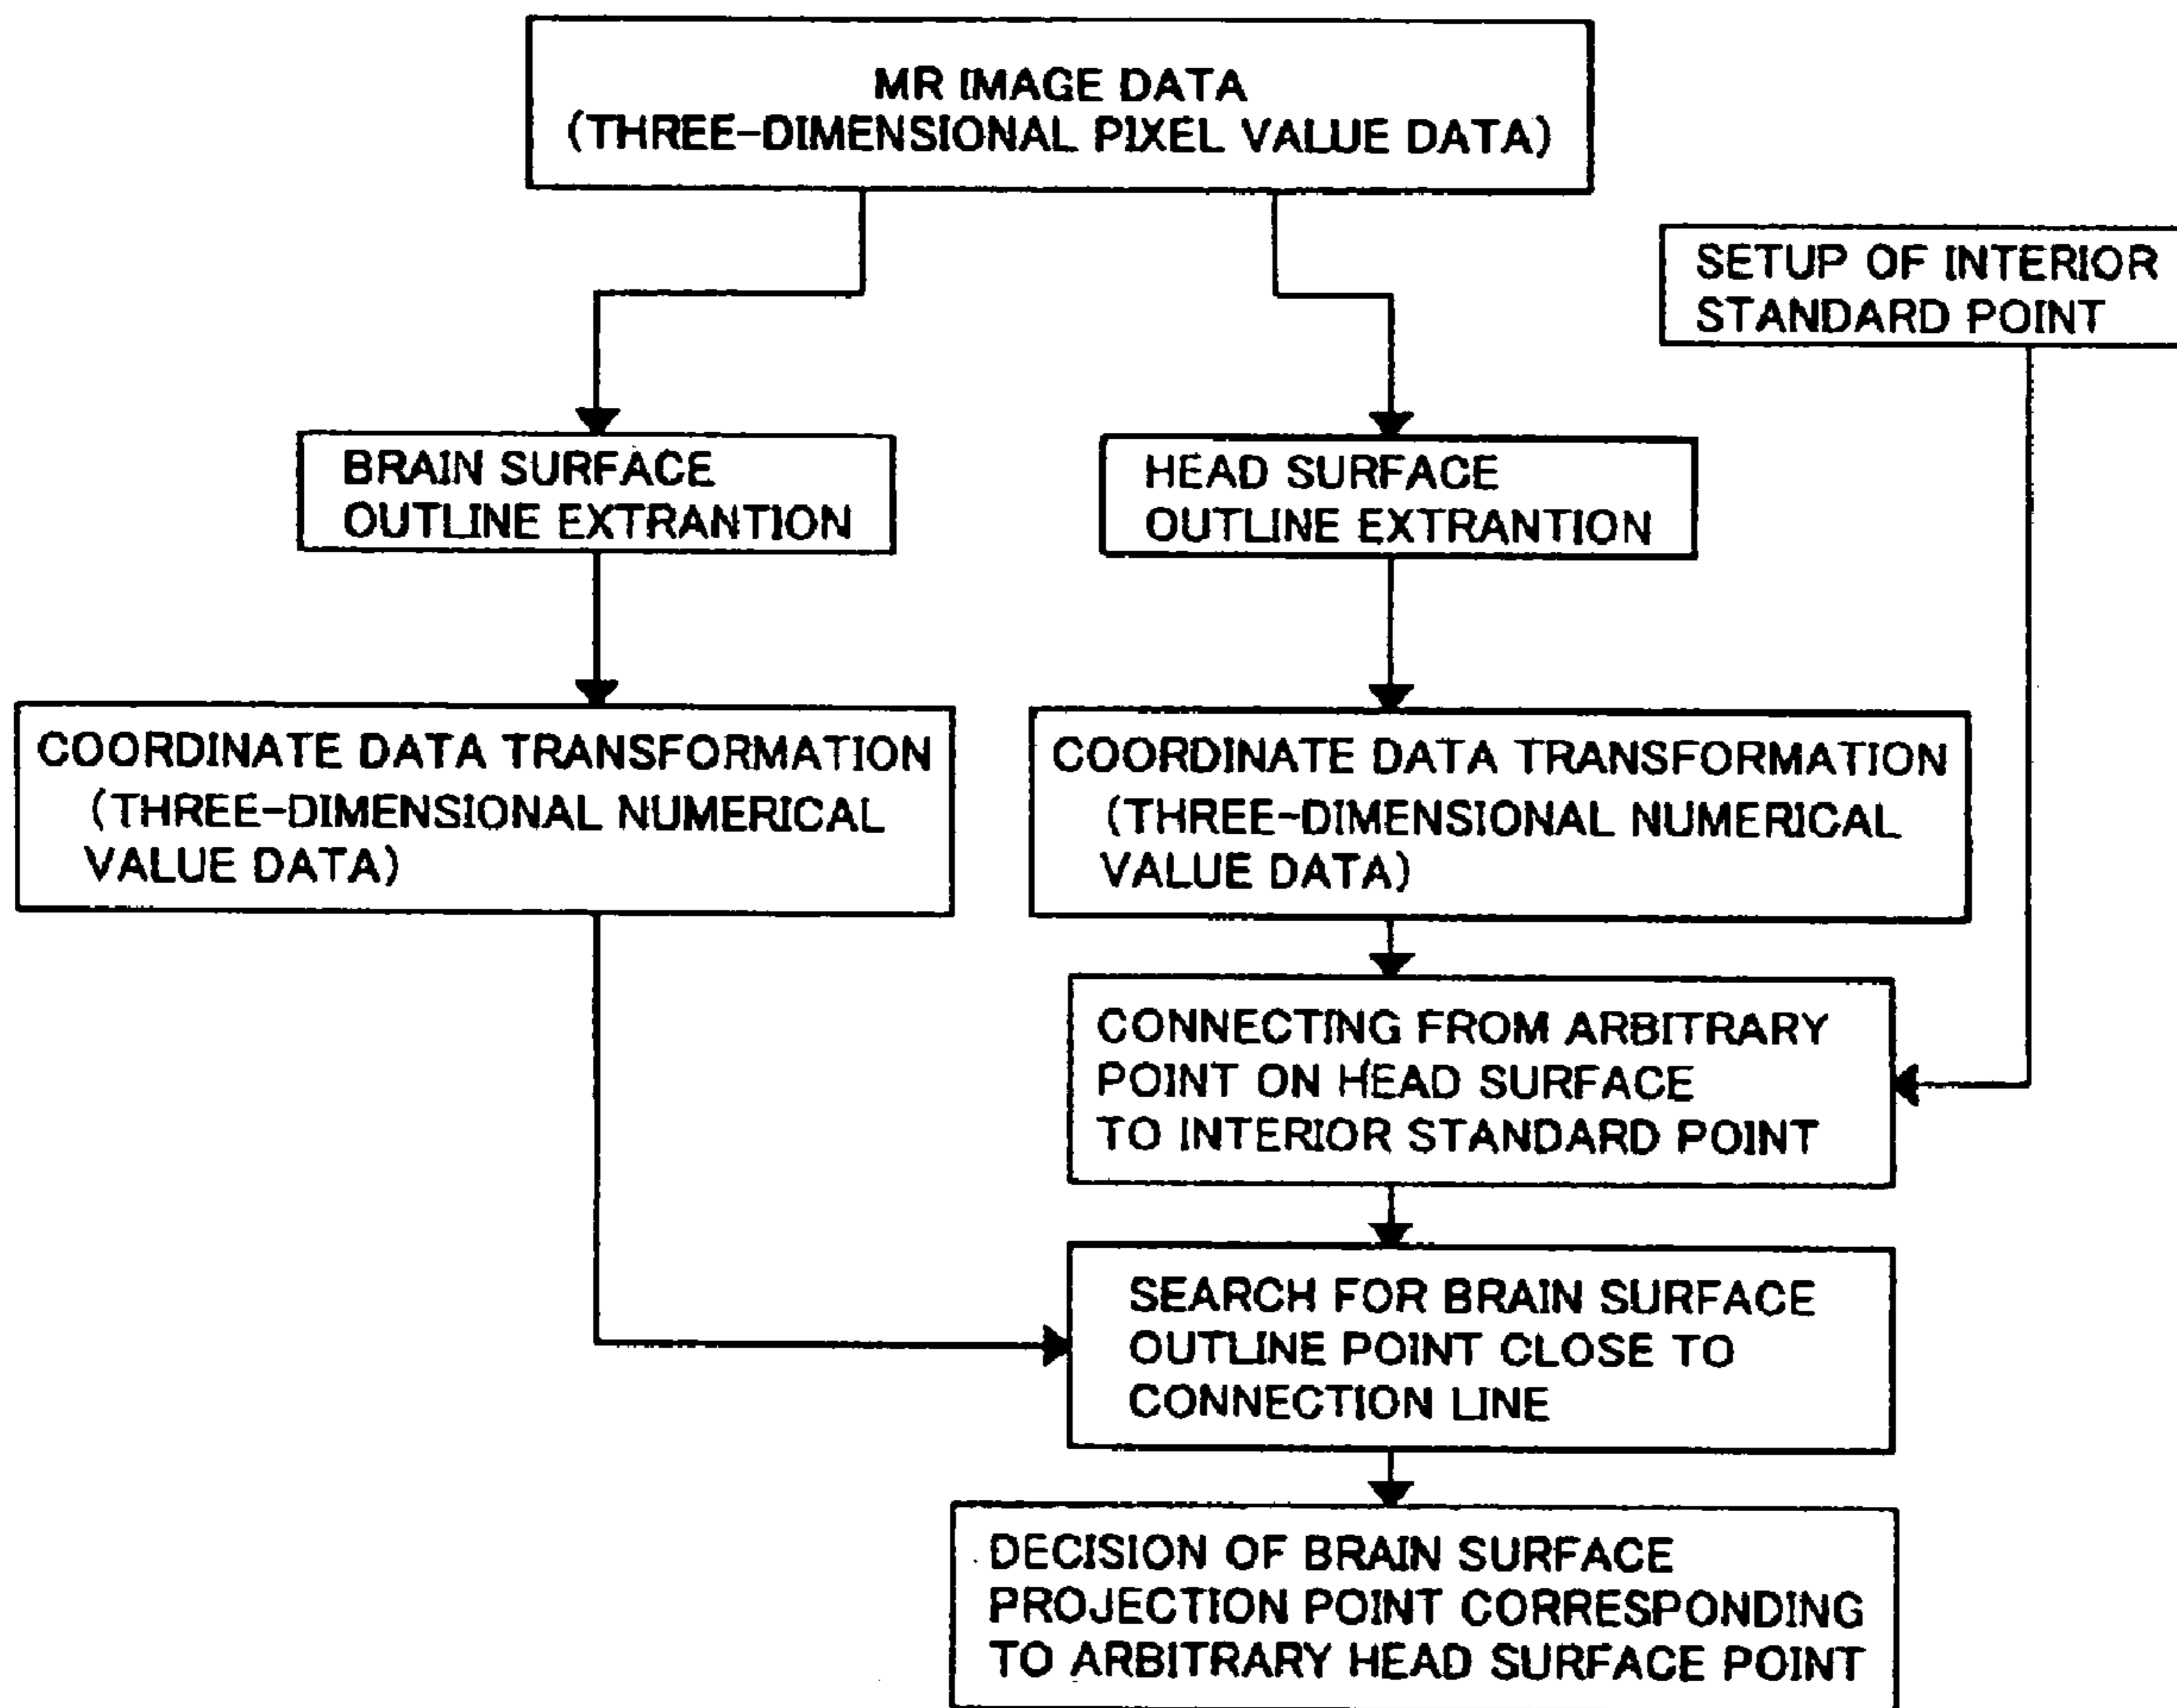 MR IMAGE DATA
(THREE-DIMENSIONAL PIXEL VALUE DATA)
SETUP OF INTERIOR
STANDARD POINT
BRAIN SURFACE
OUTLINE EXTRANTION
HEAD SURFACE
OUTLINE EXTRANTION
COORDINATE DATA TRANSFORMATION
(THREE-DIMENSIONAL NUMERICAL
VALUE DATA)
COORDINATE DATA TRANSFORMATION
(THREE-DIMENSIONAL NUMERICAL
VALUE DATA)
CONNECTING FROM ARBITRARY
POINT ON HEAD SURFACE
TO INTERIOR STANDARD POINT
SEARCH FOR BRAIN SURFACE
OUTLINE POINT CLOSE TO
CONNECTION LINE
DECISION OF BRAIN SURFACE
PROJECTION POINT CORRESPONDING
TO ARBITRARY HEAD SURFACE POINT